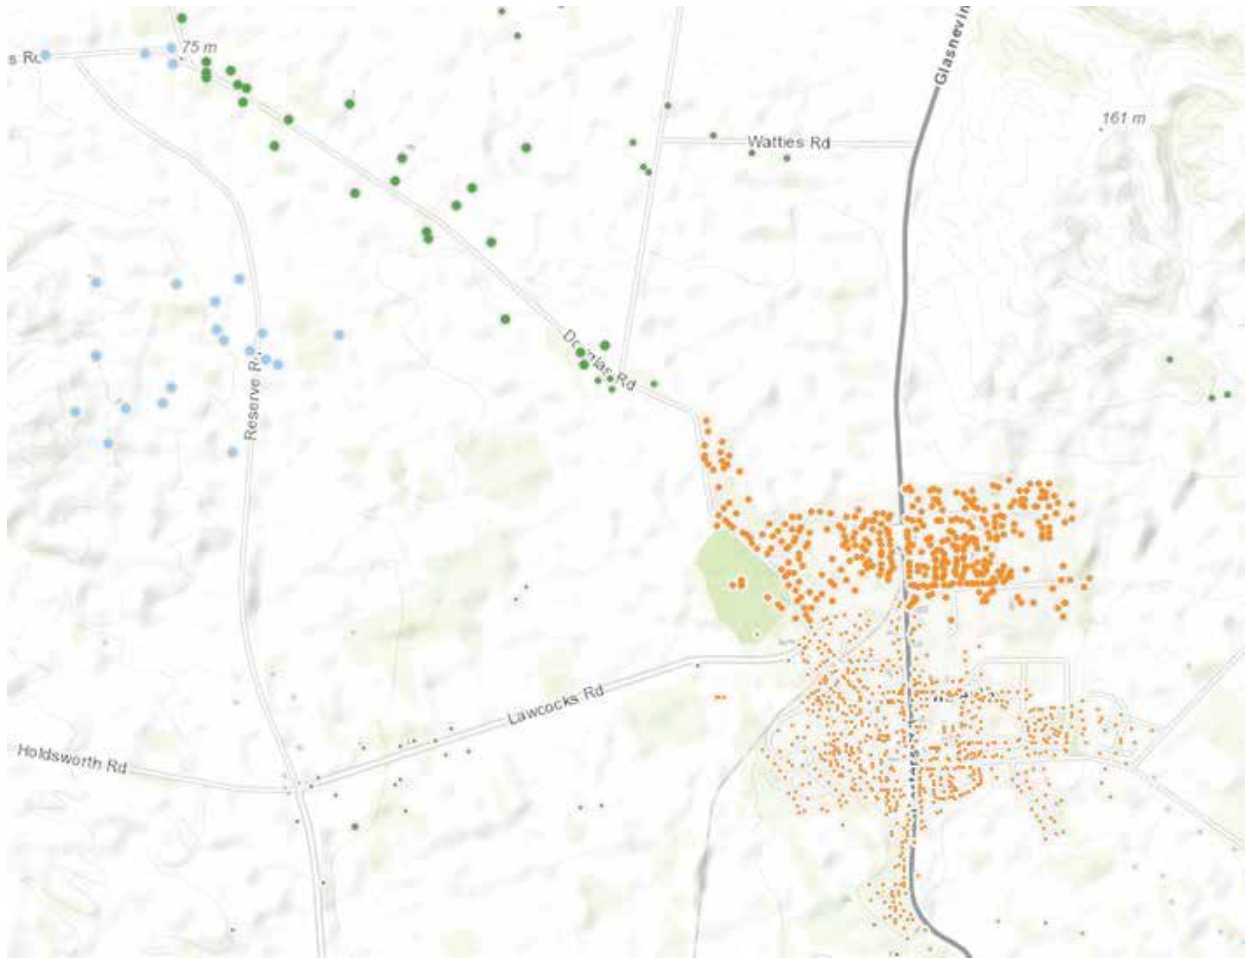 s Rd
75 m
Glasnevin
161 m
Watties Rd
Douglas Rd
Reserve Rd
Lawcocks Rd
Holdsworth Rd